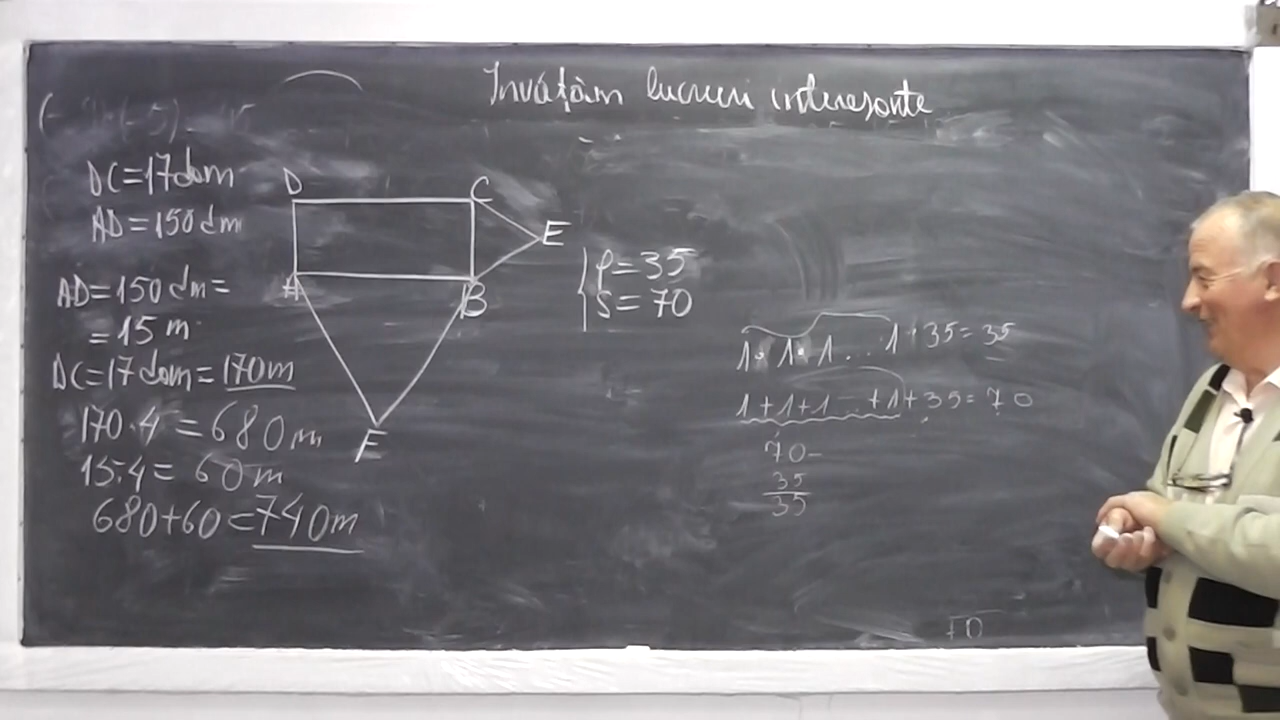 Învățăm lucruri interesante
DC=17dam
AD=150dm
AD=150dm=
=15m
DC=17dam=170m
170·4=680m
15·4=60m
680+60=740m
D
C
E
A
B
F
P=35
S=70
1·1·1...1·35=35
1+1+1...+1+35=70
70-
35
35